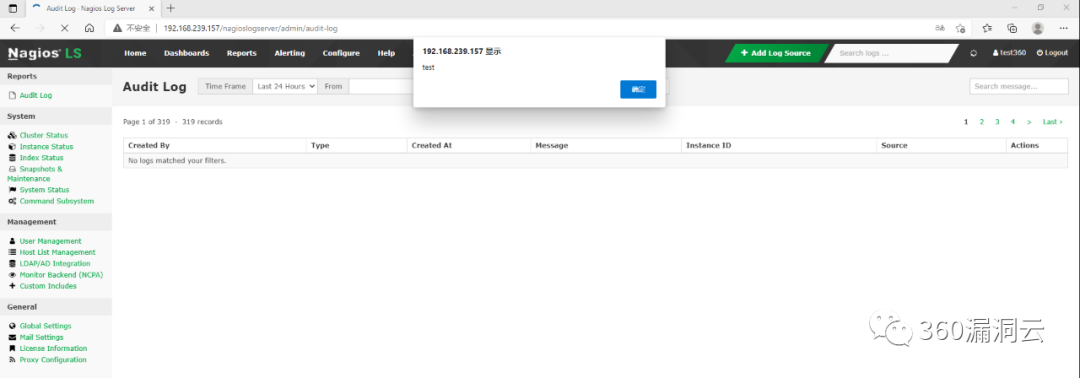 Audit Log · Nagios Log Server
不安全 | 192.168.239.157/nagioslogserver/admin/audit-log
Nagios LS
Home Dashboards Reports Alerting Configure Help
192.168.239.157 显示
test
确定
+ Add Log Source
Search logs ...
test360
Logout
Reports
Audit Log
System
Cluster Status
Instance Status
Index Status
Snapshots &
Maintenance
System Status
Command Subsystem
Management
User Management
Host List Management
LDAP/AD Integration
Monitor Backend (NCPA)
Custom Includes
General
Global Settings
Mail Settings
License Information
Proxy Configuration
Audit Log
Time Frame Last 24 Hours From
Search message...
Page 1 of 319 - 319 records
1 2 3 4 > Last ›
Created By Type Created At Message Instance ID Source Actions
No logs matched your filters.
360漏洞云